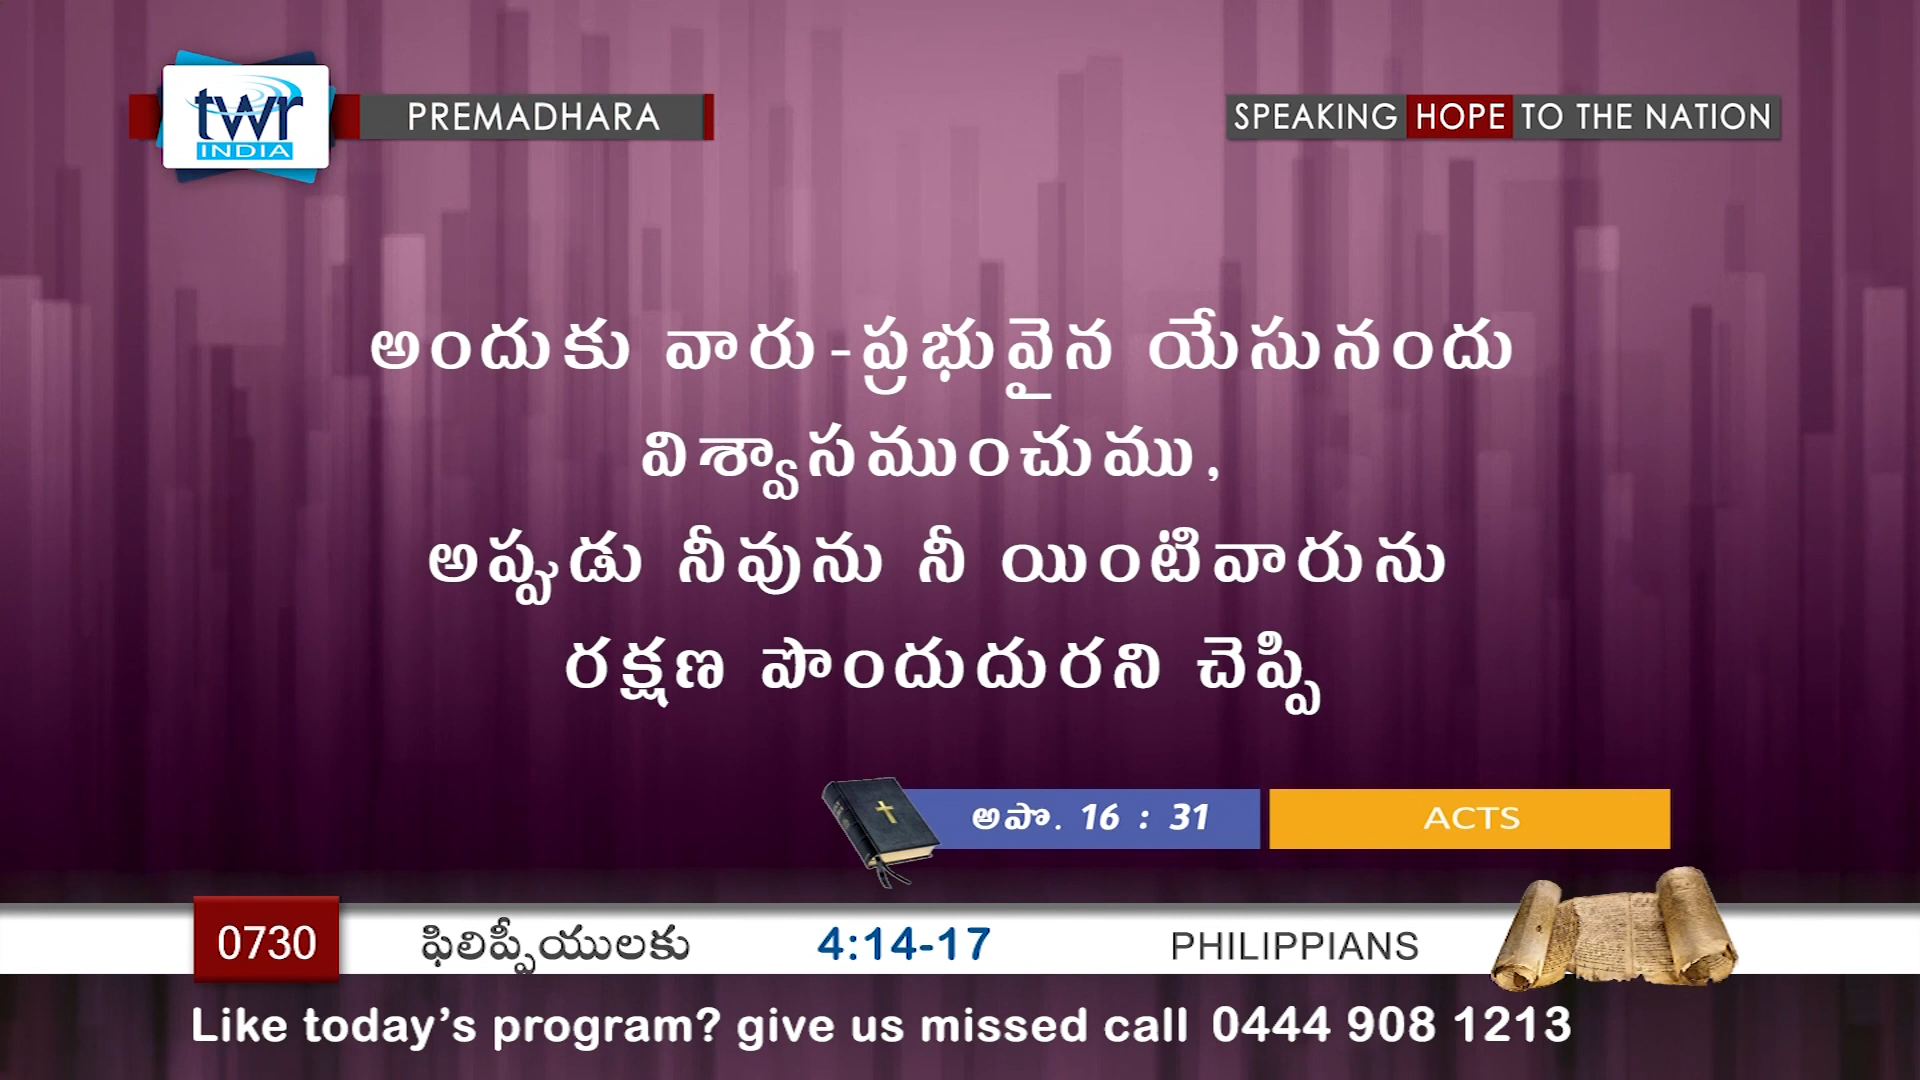 twr
INDIA
PREMADHARA
SPEAKING HOPE TO THE NATION
అందుకు వారు-ప్రభువైన యేసునందు
విశ్వాసముంచుము,
అప్పుడు నీవును నీ యింటివారును
రక్షణ పొందుదురని చెప్పి
అపొ. 16 : 31
ACTS
0730
ఫిలిప్పీయులకు
4:14-17
PHILIPPIANS
Like today's program? give us missed call 0444 908 1213